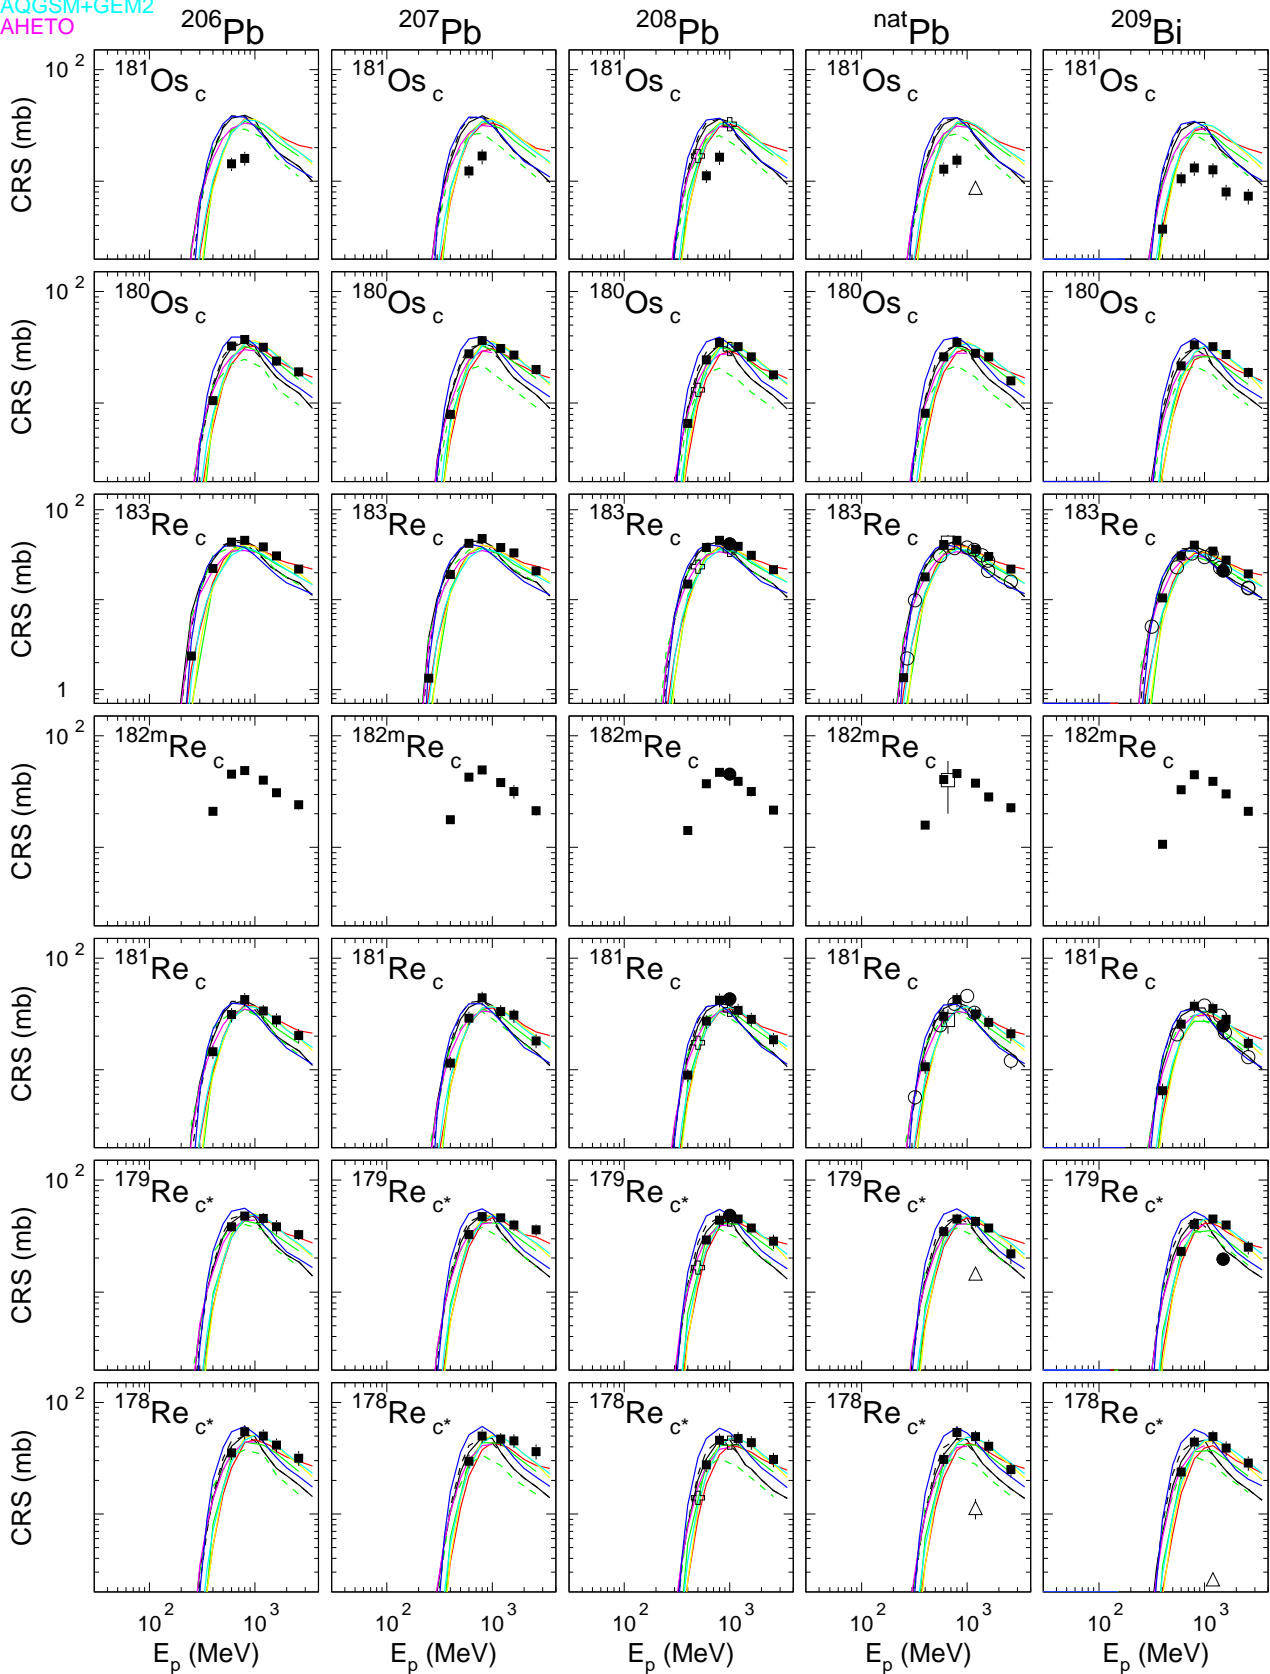 AQGSM+GEM2
AHETO
206Pb 207Pb 208Pb natPb 209Bi
10 2 181Os c 181Os c 181Os c 181Os c 181Os c
CRS (mb)
10 2 180Os c 180Os c 180Os c 180Os c 180Os c
CRS (mb)
10 2 183Re c 183Re c 183Re c 183Re c 183Re c
CRS (mb)
1
10 2 182mRe c 182mRe c 182mRe c 182mRe c 182mRe c
CRS (mb)
10 2 181Re c 181Re c 181Re c 181Re c 181Re c
CRS (mb)
10 2 179Re c* 179Re c* 179Re c* 179Re c* 179Re c*
CRS (mb)
10 2 178Re c* 178Re c* 178Re c* 178Re c* 178Re c*
CRS (mb)
10 2 10 3 10 2 10 3 10 2 10 3 10 2 10 3 10 2 10 3
Ep (MeV) Ep (MeV) Ep (MeV) Ep (MeV) Ep (MeV)